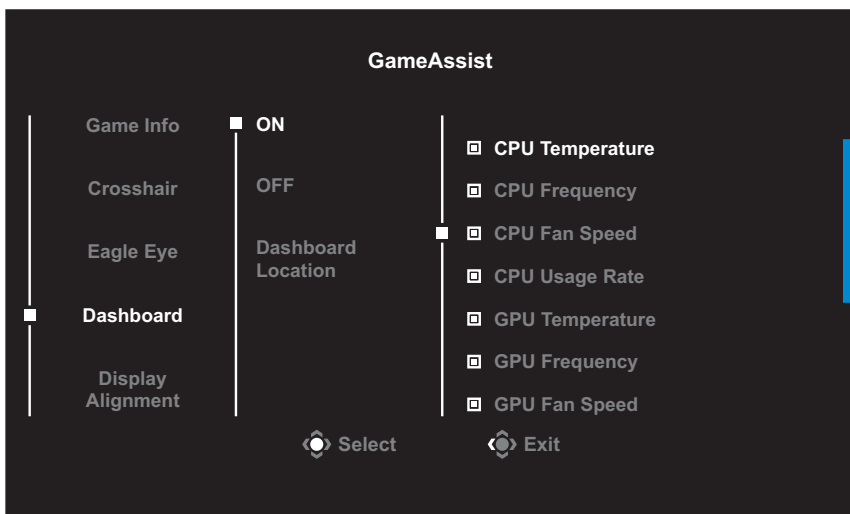 GameAssist
Game Info
Crosshair
Eagle Eye
Dashboard
Display
Alignment
ON
OFF
Dashboard
Location
CPU Temperature
CPU Frequency
CPU Fan Speed
CPU Usage Rate
GPU Temperature
GPU Frequency
GPU Fan Speed
Select
Exit